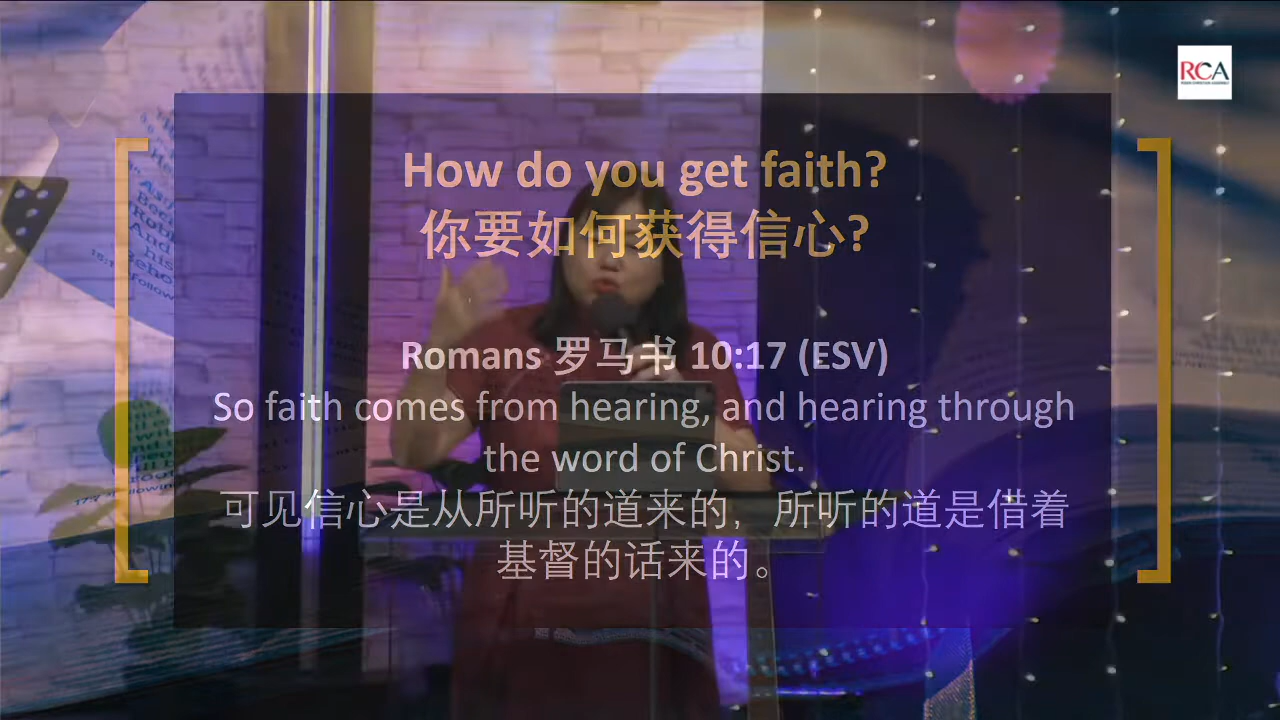 RCA
How do you get faith?
你要如何获得信心?
Romans 罗马书 10:17 (ESV)
So faith comes from hearing, and hearing through
the word of Christ.
可见信心是从所听的道来的，所听的道是借着
基督的话来的。